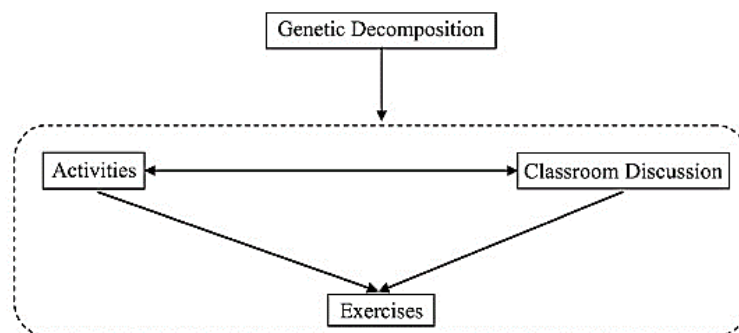 Genetic Decomposition
Activities
Classroom Discussion
Exercises